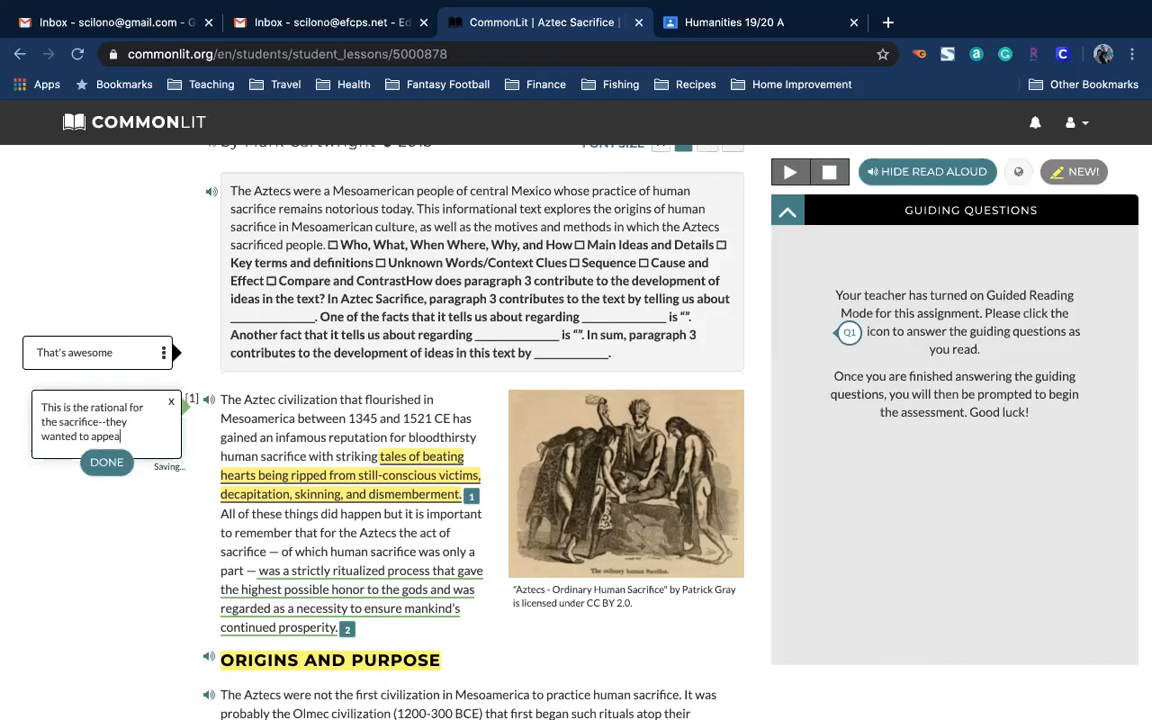 Inbox - scilono@gmail.com - G
Inbox - scilono@efcps.net - Ed
CommonLit | Aztec Sacrifice |
Humanities 19/20 A
commonlit.org/en/students/student_lessons/5000878
Apps
Bookmarks
Teaching
Travel
Health
Fantasy Football
Finance
Fishing
Recipes
Home Improvement
Other Bookmarks
COMMONLIT
by Mark Cartwright
FONT SIZE
HIDE READ ALOUD
NEW!
GUIDING QUESTIONS
The Aztecs were a Mesoamerican people of central Mexico whose practice of human
sacrifice remains notorious today. This informational text explores the origins of human
sacrifice in Mesoamerican culture, as well as the motives and methods in which the Aztecs
sacrificed people. ☐ Who, What, When Where, Why, and How ☐ Main Ideas and Details ☐
Key terms and definitions ☐ Unknown Words/Context Clues ☐ Sequence ☐ Cause and
Effect ☐ Compare and ContrastHow does paragraph 3 contribute to the development of
ideas in the text? In Aztec Sacrifice, paragraph 3 contributes to the text by telling us about
______________. One of the facts that it tells us about regarding ______________ is “”.
Another fact that it tells us about regarding ______________ is “”. In sum, paragraph 3
contributes to the development of ideas in this text by ____________.
Your teacher has turned on Guided Reading
Mode for this assignment. Please click the
Q1 icon to answer the guiding questions as
you read.
Once you are finished answering the guiding
questions, you will then be prompted to begin
the assessment. Good luck!
That's awesome
This is the rational for
the sacrifice--they
wanted to appea
x
DONE
Saving...
[1]
The Aztec civilization that flourished in
Mesoamerica between 1345 and 1521 CE has
gained an infamous reputation for bloodthirsty
human sacrifice with striking tales of beating
hearts being ripped from still-conscious victims,
decapitation, skinning, and dismemberment. 1
All of these things did happen but it is important
to remember that for the Aztecs the act of
sacrifice — of which human sacrifice was only a
part — was a strictly ritualized process that gave
the highest possible honor to the gods and was
regarded as a necessity to ensure mankind's
continued prosperity. 2
The ordinary human Sacrifice.
"Aztecs - Ordinary Human Sacrifice" by Patrick Gray
is licensed under CC BY 2.0.
ORIGINS AND PURPOSE
The Aztecs were not the first civilization in Mesoamerica to practice human sacrifice. It was
probably the Olmec civilization (1200-300 BCE) that first began such rituals atop their